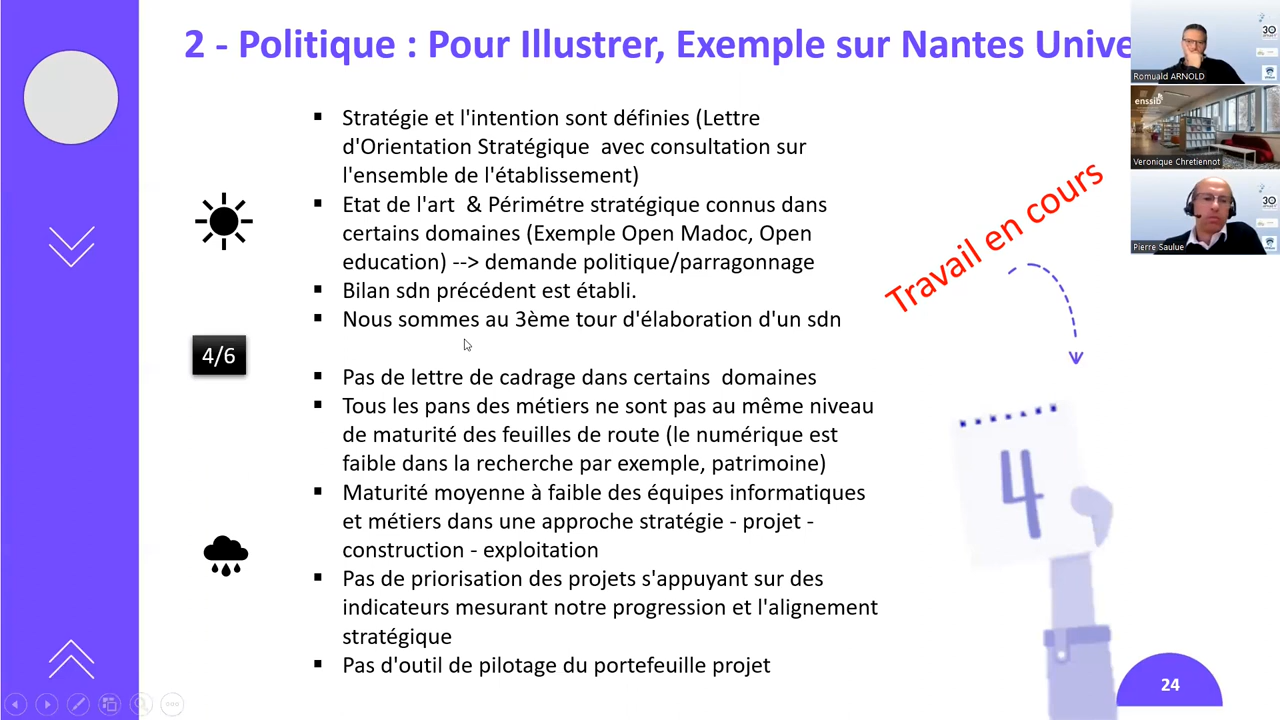 2 - Politique : Pour Illustrer, Exemple sur Nantes Unive
Stratégie et l'intention sont définies (Lettre
d'Orientation Stratégique avec consultation sur
l'ensemble de l'établissement)
Etat de l'art & Périmétre stratégique connus dans
certains domaines (Exemple Open Madoc, Open
education) --> demande politique/parragonnage
Bilan sdn précédent est établi.
Nous sommes au 3ème tour d'élaboration d'un sdn
4/6
Pas de lettre de cadrage dans certains domaines
Tous les pans des métiers ne sont pas au même niveau
de maturité des feuilles de route (le numérique est
faible dans la recherche par exemple, patrimoine)
Maturité moyenne à faible des équipes informatiques
et métiers dans une approche stratégie - projet -
construction - exploitation
Pas de priorisation des projets s'appuyant sur des
indicateurs mesurant notre progression et l'alignement
stratégique
Pas d'outil de pilotage du portefeuille projet
Travail en cours
4
24
30
Romuald ARNOLD
enssib
Veronique Chretiennot
30
Pierre Saulue